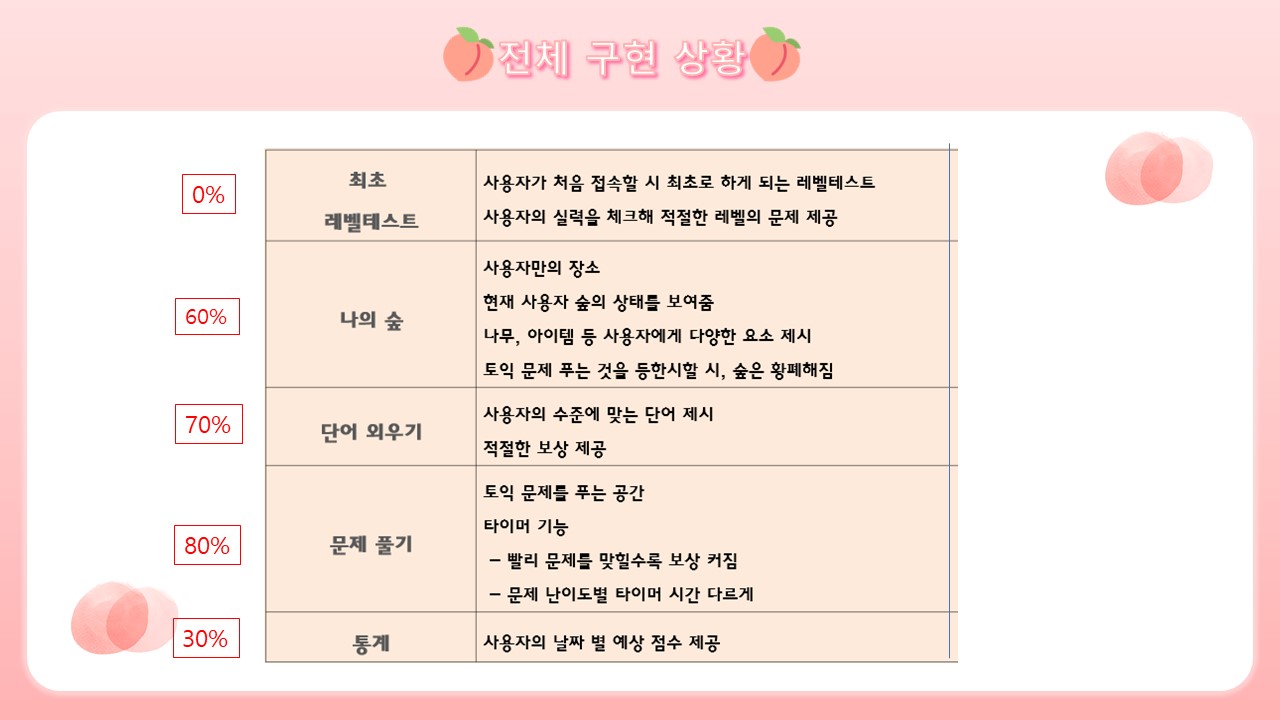 전체 구현 상황
0%
최초
레벨테스트
사용자가 처음 접속할 시 최초로 하게 되는 레벨테스트
사용자의 실력을 체크해 적절한 레벨의 문제 제공
60%
나의 숲
사용자만의 장소
현재 사용자 숲의 상태를 보여줌
나무, 아이템 등 사용자에게 다양한 요소 제시
토익 문제 푸는 것을 등한시할 시, 숲은 황폐해짐
70%
단어 외우기
사용자의 수준에 맞는 단어 제시
적절한 보상 제공
80%
문제 풀기
토익 문제를 푸는 공간
타이머 기능
– 빨리 문제를 맞힐수록 보상 커짐
– 문제 난이도별 타이머 시간 다르게
30%
통계
사용자의 날짜 별 예상 점수 제공